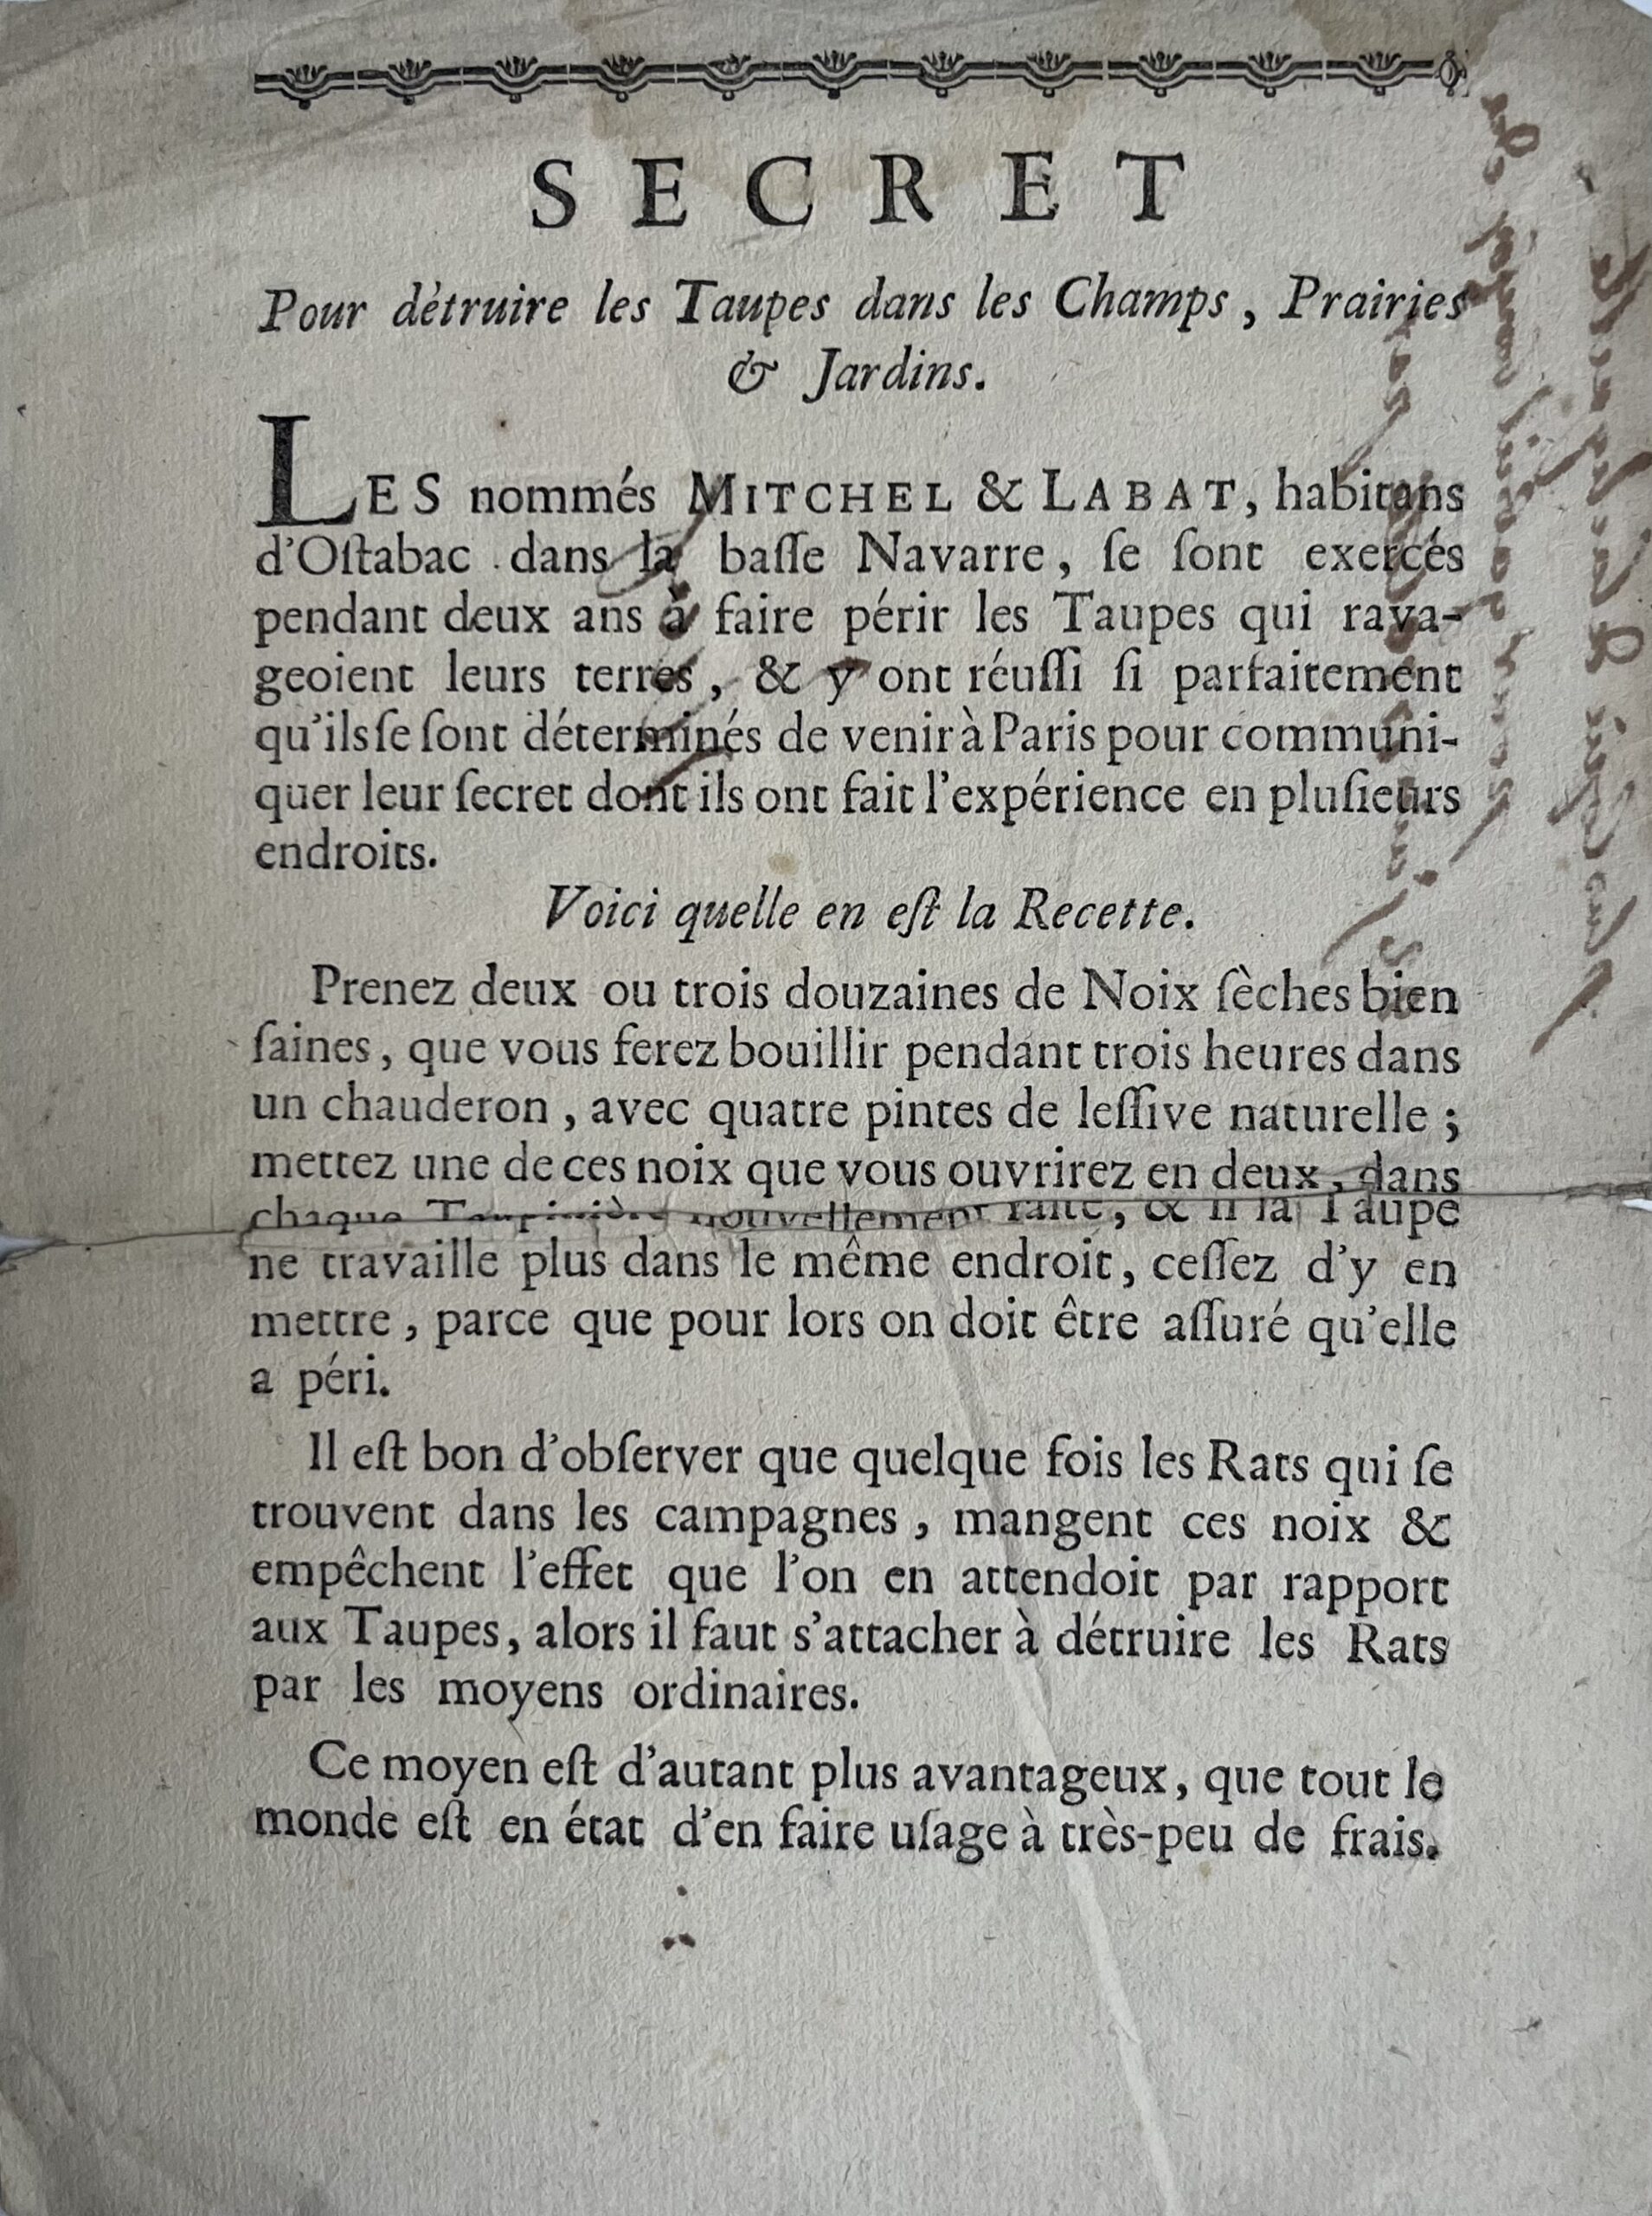 SECRET
Pour dètruire les Taupes dans les Champs, Prairies
& Jardins.
LES nommés MITCHEL & LABAT, habitans
d'Oſtabac dans la baſſe Navarre, ſe ſont exercés
pendant deux ans à faire périr les Taupes qui rava-
geoient leurs terres, & y ont réuſſi ſi parfaitement
qu'ils ſe ſont déterminés de venir à Paris pour communi-
quer leur ſecret dont ils ont fait l'expérience en pluſieurs
endroits.
Voici quelle en eſt la Recette.
Prenez deux ou trois douzaines de Noix ſèches bien
ſaines, que vous ferez bouillir pendant trois heures dans
un chauderon, avec quatre pintes de leſſive naturelle;
mettez une de ces noix que vous ouvrirez en deux, dans
chaque Taupinière nouvellement faite, & ſi la Taupe
ne travaille plus dans le même endroit, ceſſez d'y en
mettre, parce que pour lors on doit être aſſuré qu'elle
a péri.
Il eſt bon d'obſerver que quelque fois les Rats qui ſe
trouvent dans les campagnes, mangent ces noix &
empêchent l'effet que l'on en attendoit par rapport
aux Taupes, alors il faut s'attacher à détruire les Rats
par les moyens ordinaires.
Ce moyen eſt d'autant plus avantageux, que tout le
monde eſt en état d'en faire uſage à très-peu de frais.